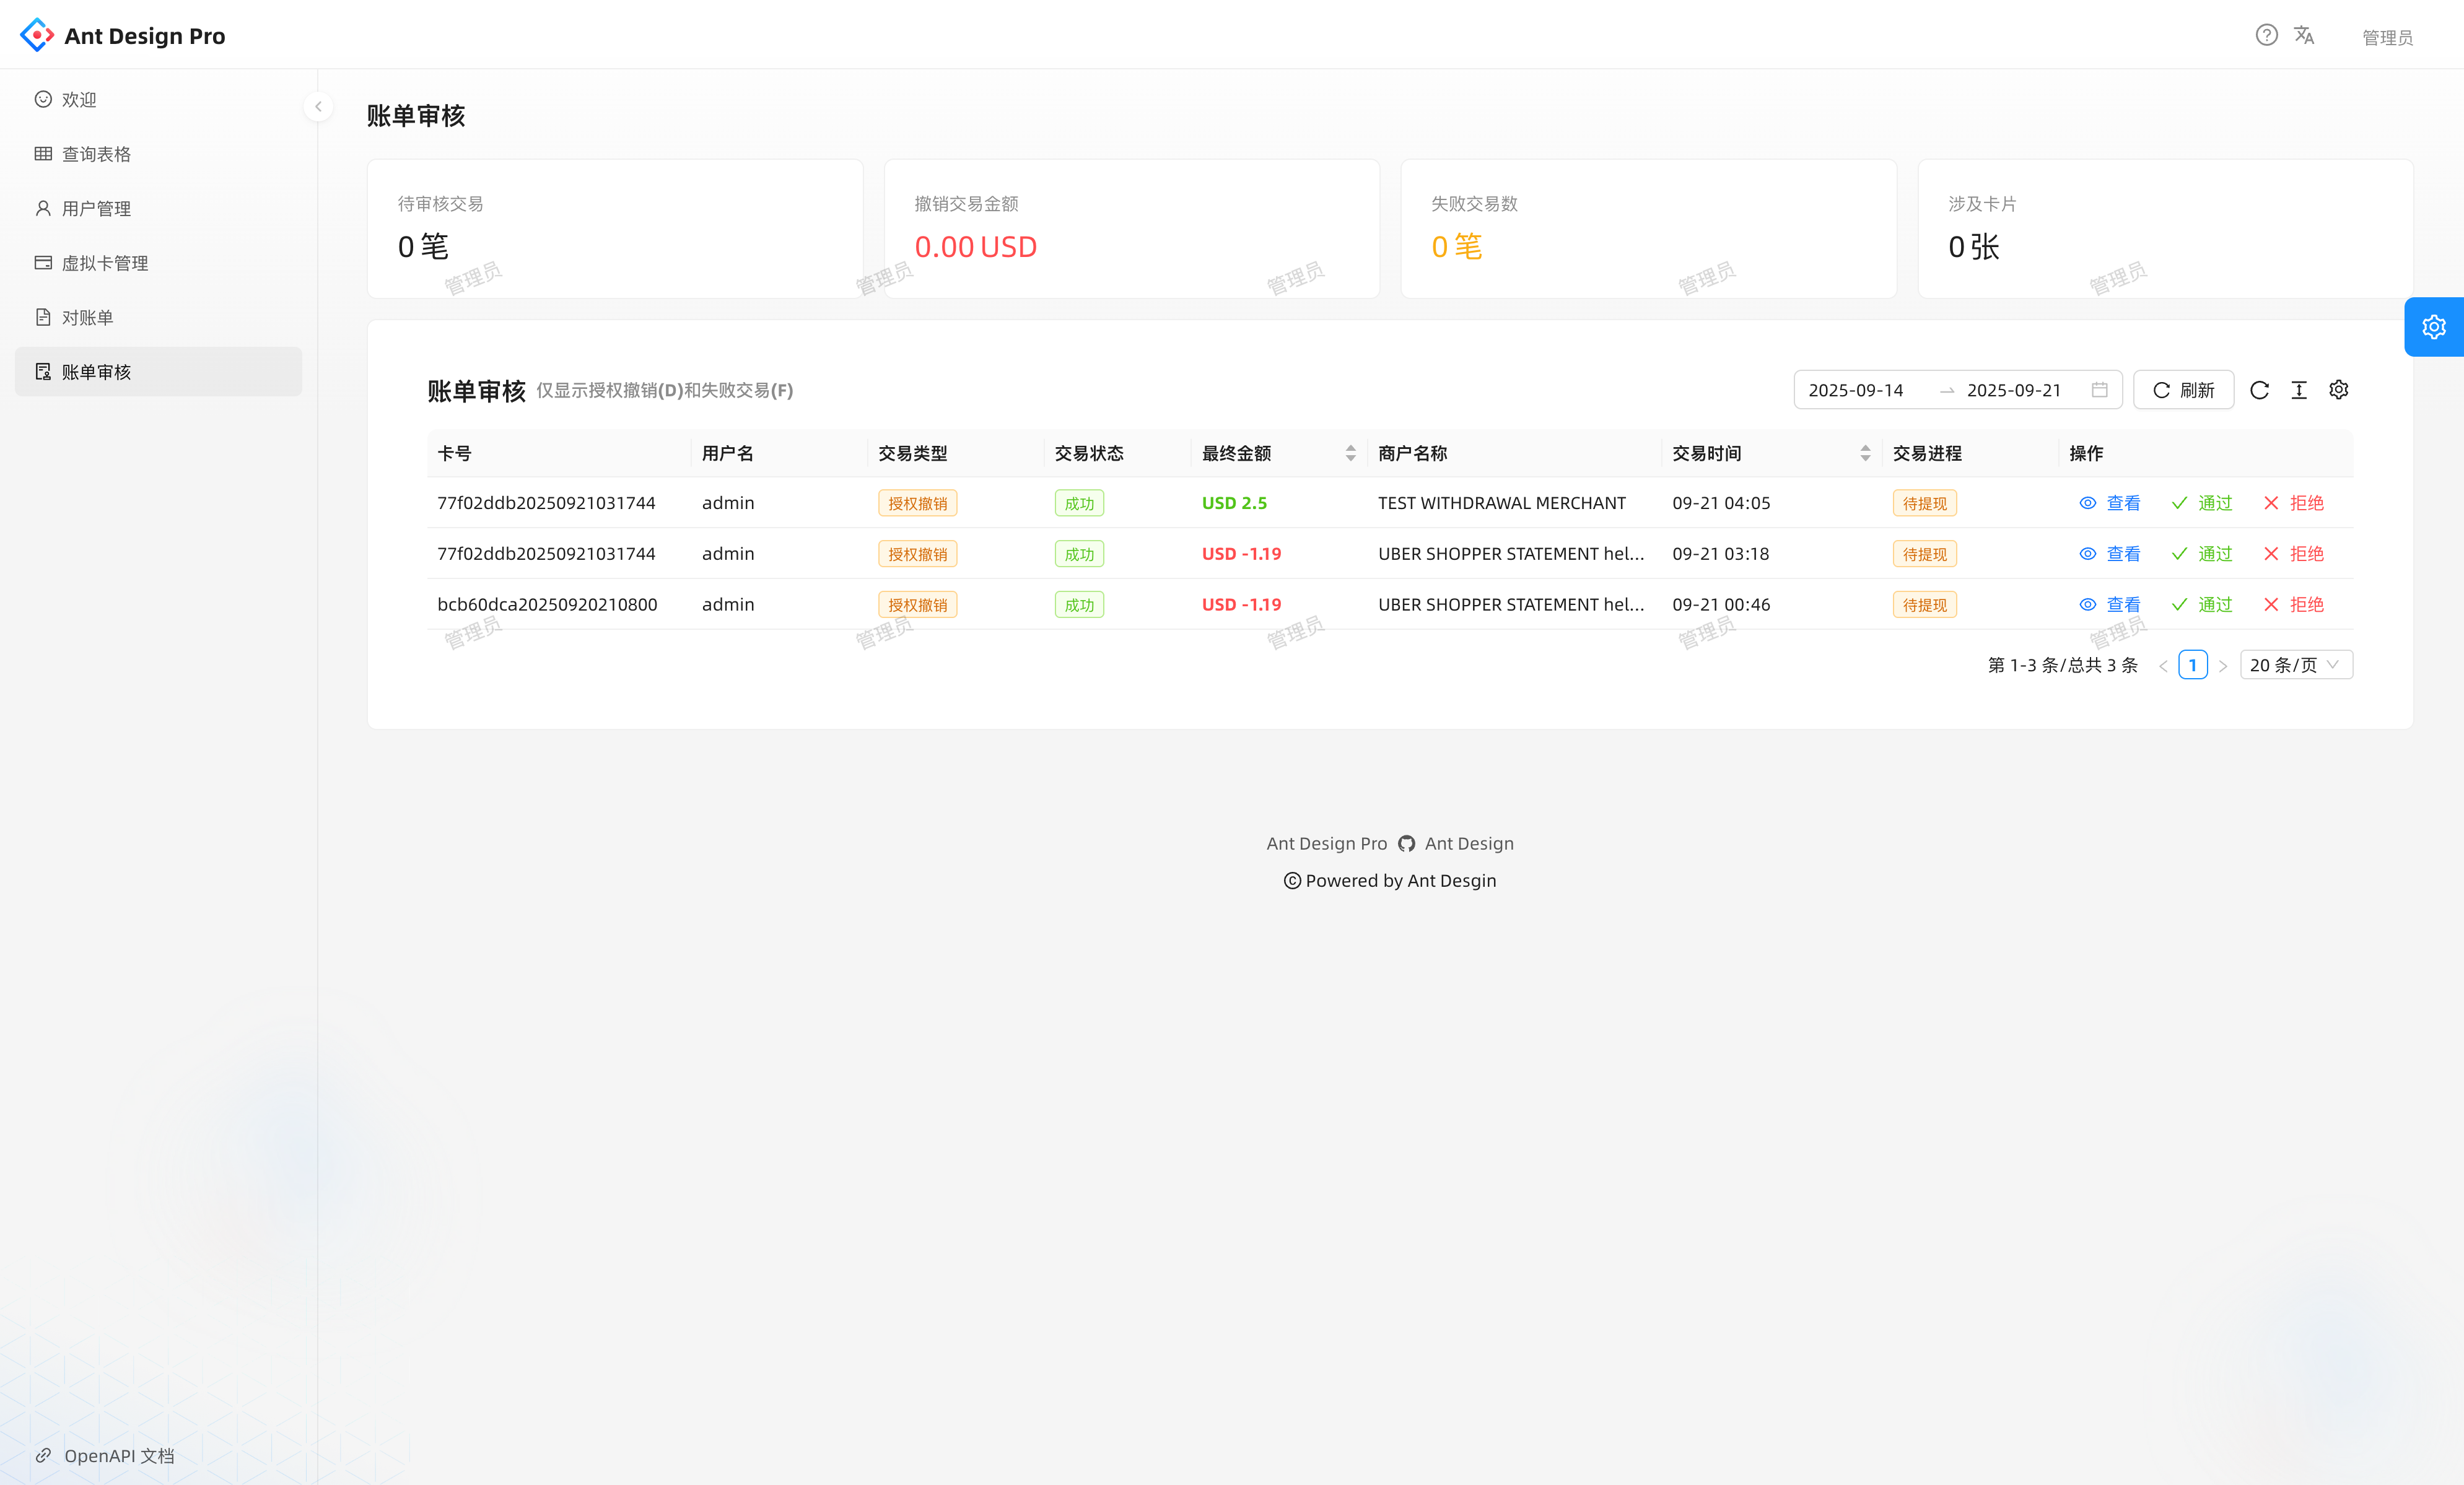 Ant Design Pro
管理员
欢迎
查询表格
用户管理
虚拟卡管理
对账单
账单审核
OpenAPI 文档
账单审核
待审核交易
0 笔
撤销交易金额
0.00 USD
失败交易数
0 笔
涉及卡片
0 张
管理员 管理员 管理员 管理员 管理员
账单审核 仅显示授权撤销(D)和失败交易(F)
2025-09-14 → 2025-09-21 刷新
卡号 用户名 交易类型 交易状态 最终金额 商户名称 交易时间 交易进程 操作
77f02ddb20250921031744 admin 授权撤销 成功 USD 2.5 TEST WITHDRAWAL MERCHANT 09-21 04:05 待提现 查看 通过 拒绝
77f02ddb20250921031744 admin 授权撤销 成功 USD -1.19 UBER SHOPPER STATEMENT hel... 09-21 03:18 待提现 查看 通过 拒绝
bcb60dca20250920210800 admin 授权撤销 成功 USD -1.19 UBER SHOPPER STATEMENT hel... 09-21 00:46 待提现 查看 通过 拒绝
管理员 管理员 管理员 管理员 管理员
第 1-3 条/总共 3 条 < 1 > 20 条/页
Ant Design Pro Ant Design
© Powered by Ant Desgin